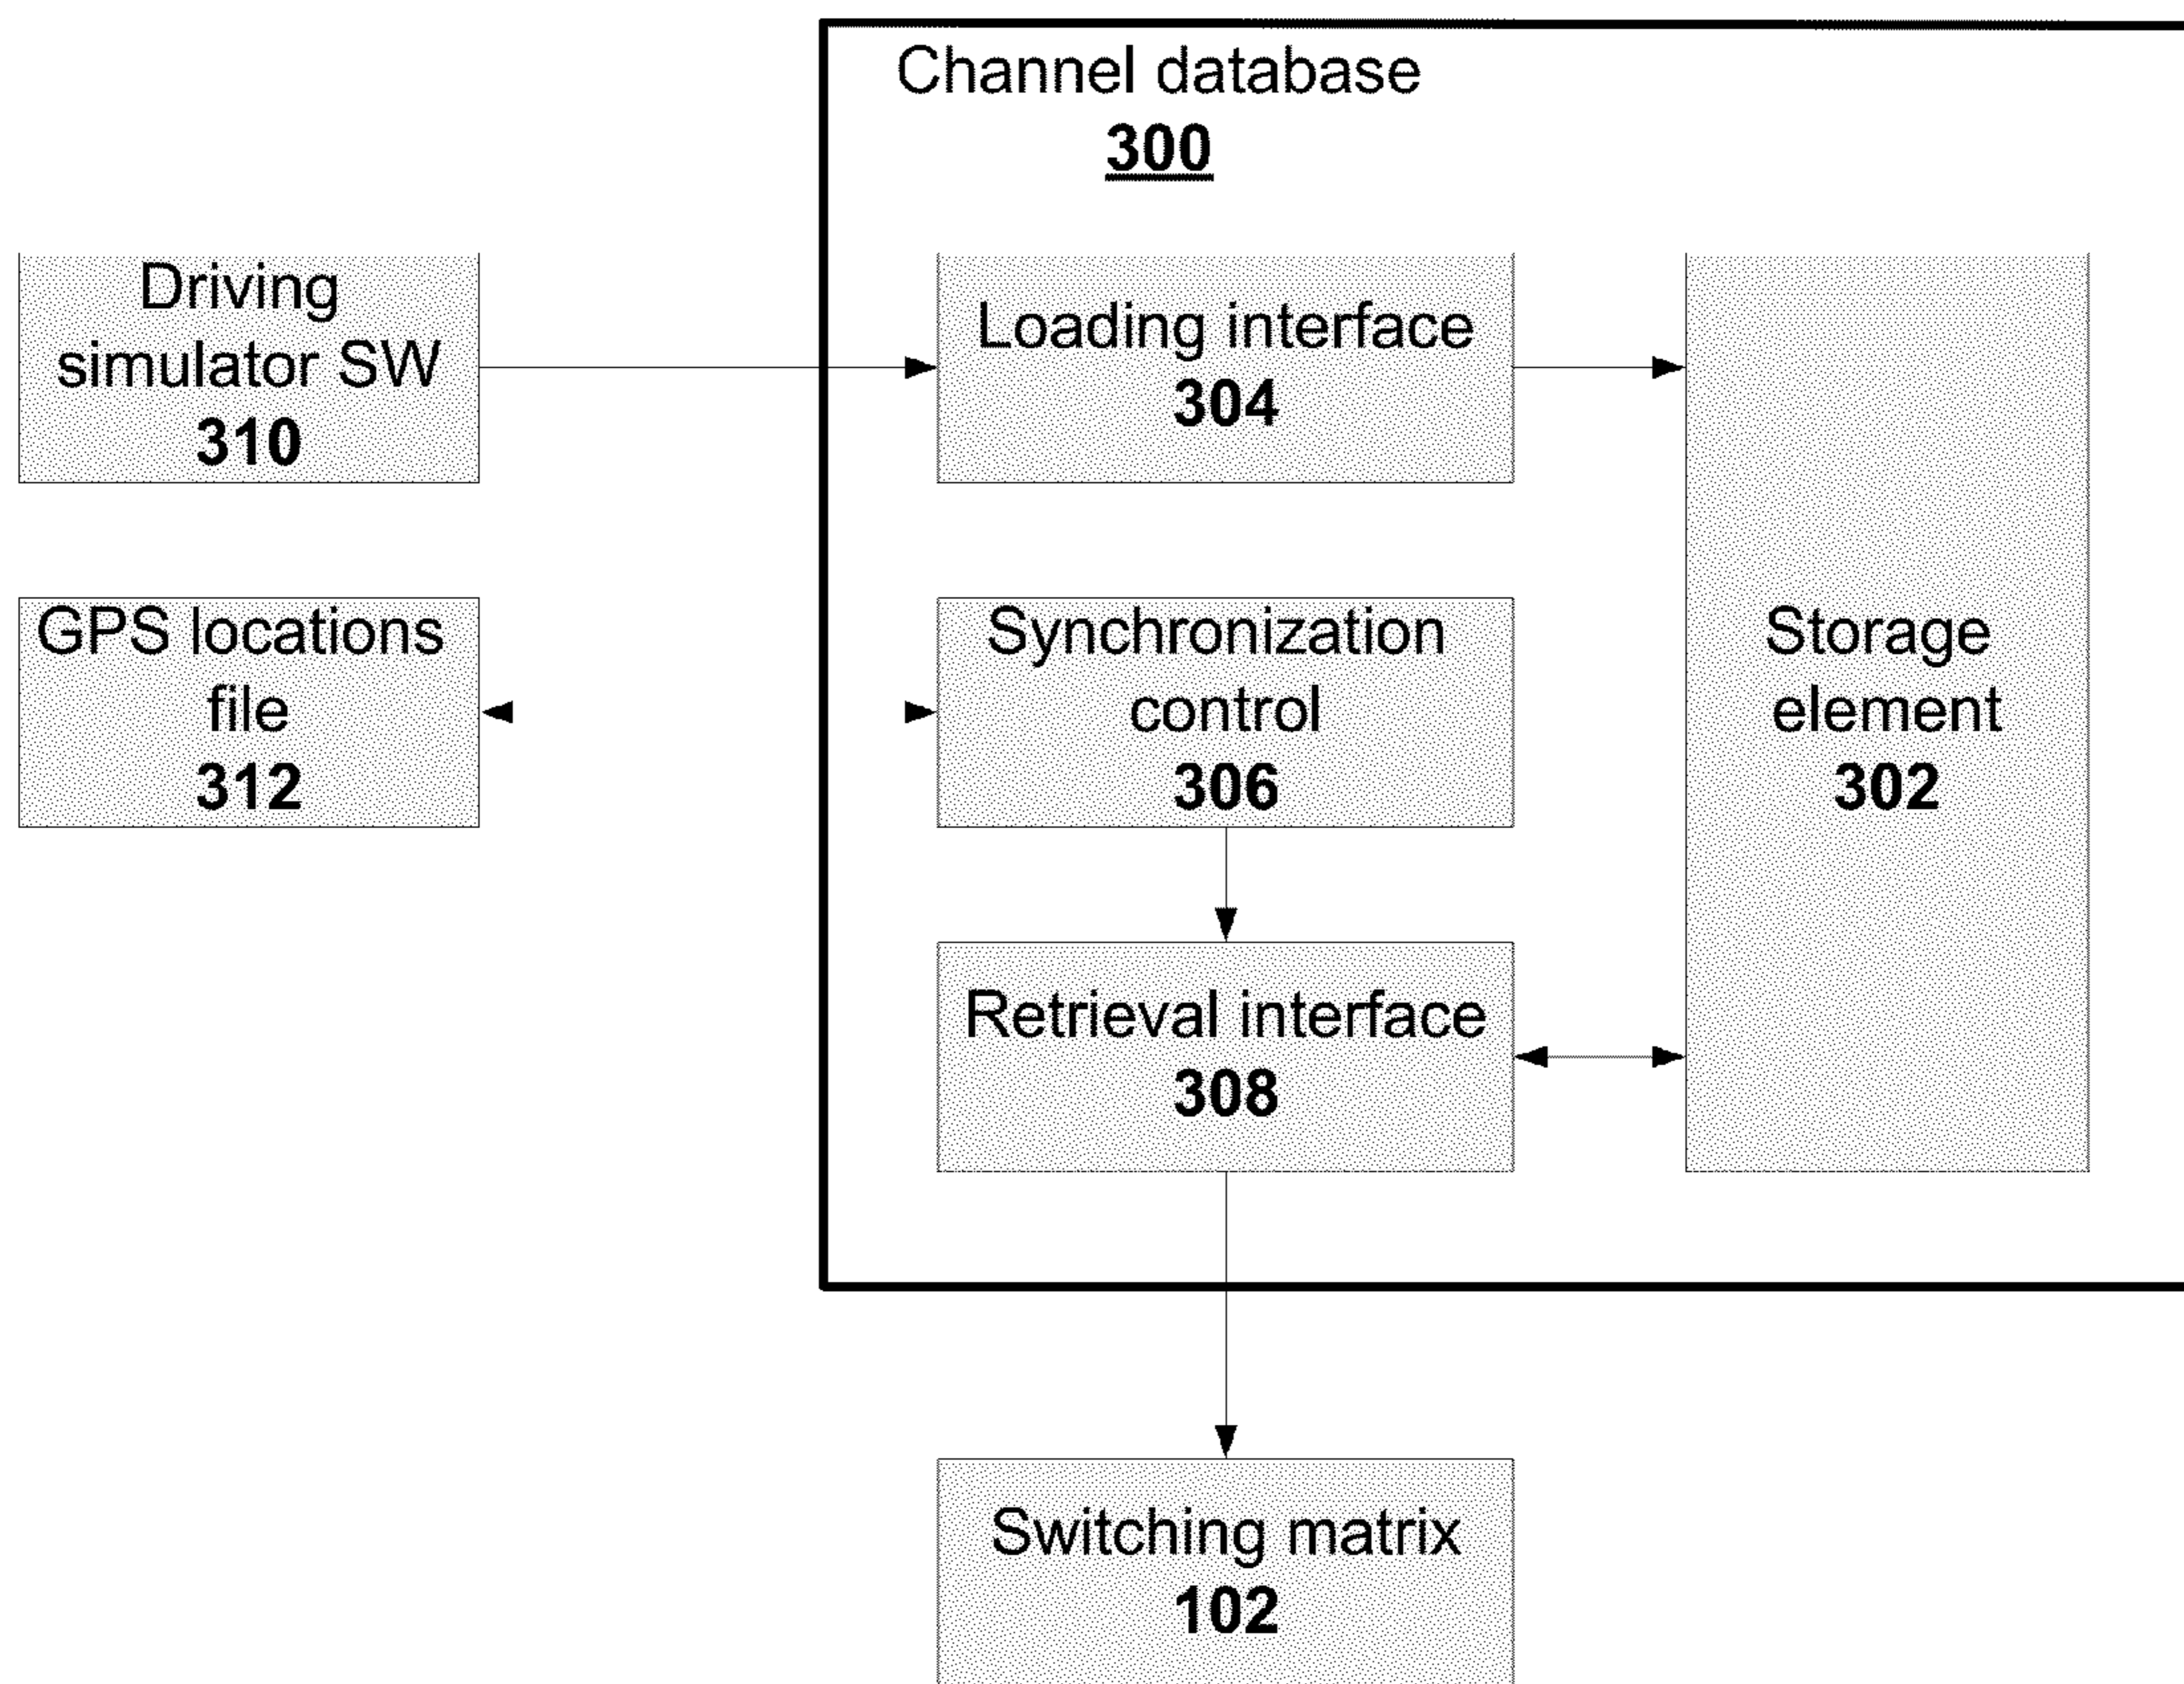 Channel database
300
Driving
simulator SW
310
Loading interface
304
GPS locations
file
312
Synchronization
control
306
Storage
element
302
Retrieval interface
308
Switching matrix
102